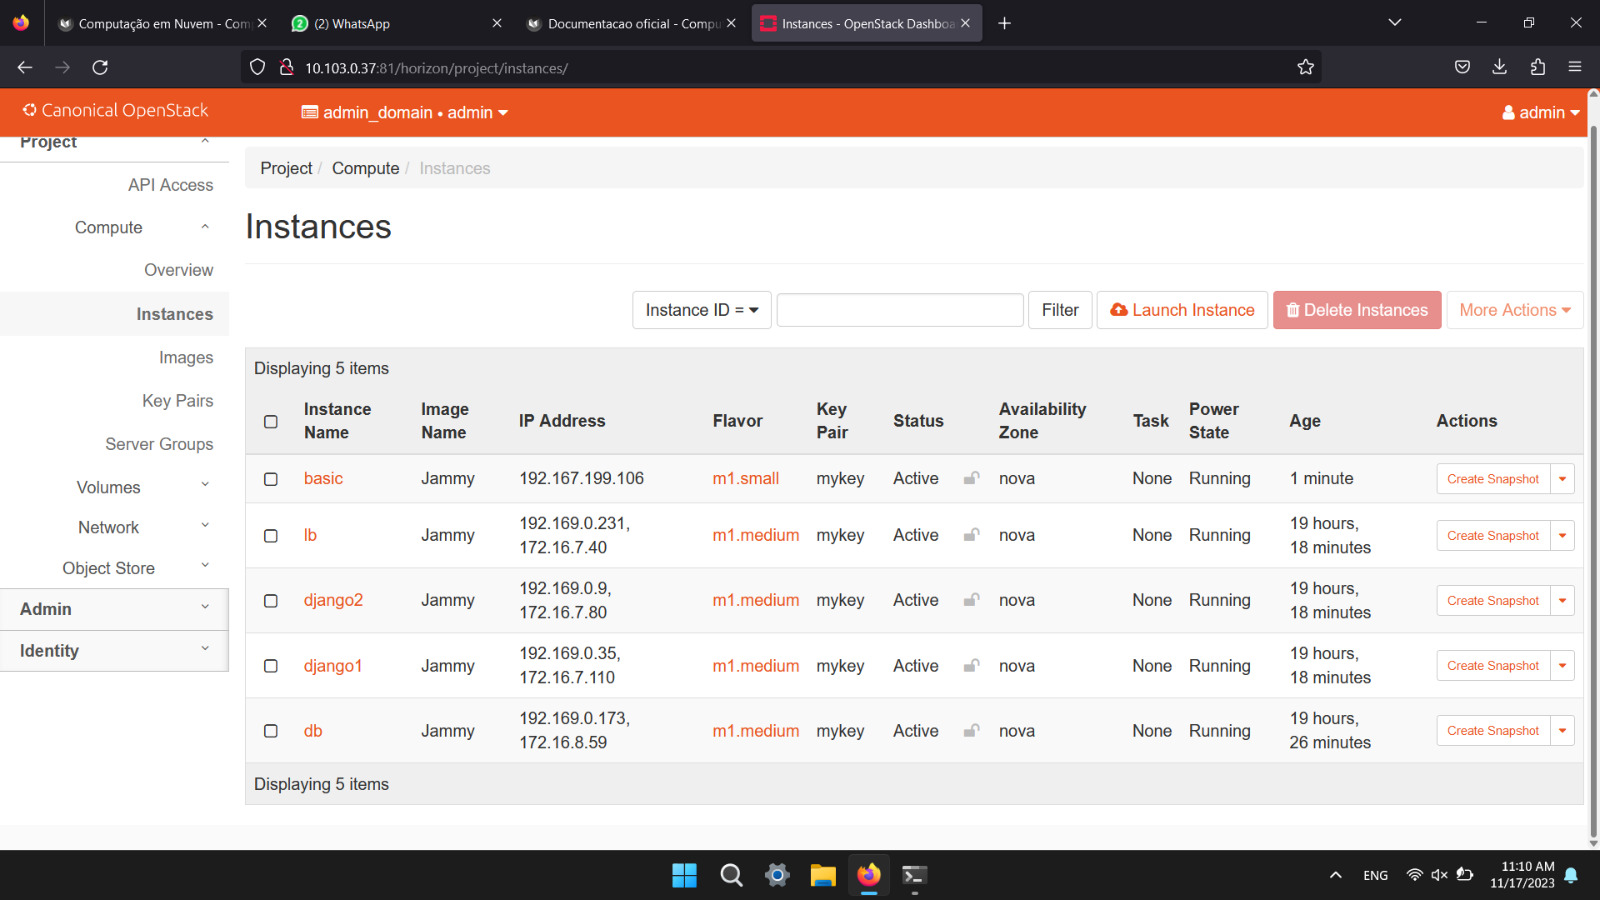 Computação em Nuvem - Com
(2) WhatsApp
Documentacao oficial - Compu
Instances - OpenStack Dashboa
10.103.0.37:81/horizon/project/instances/
Canonical OpenStack
admin_domain • admin
admin
Project
API Access
Compute
Overview
Instances
Images
Key Pairs
Server Groups
Volumes
Network
Object Store
Admin
Identity
Project / Compute / Instances
Instances
Instance ID =
Filter
Launch Instance
Delete Instances
More Actions
Displaying 5 items
Instance Name Image Name IP Address Flavor Key Pair Status Availability Zone Task Power State Age Actions
basic Jammy 192.167.199.106 m1.small mykey Active nova None Running 1 minute Create Snapshot
lb Jammy 192.169.0.231, 172.16.7.40 m1.medium mykey Active nova None Running 19 hours, 18 minutes Create Snapshot
django2 Jammy 192.169.0.9, 172.16.7.80 m1.medium mykey Active nova None Running 19 hours, 18 minutes Create Snapshot
django1 Jammy 192.169.0.35, 172.16.7.110 m1.medium mykey Active nova None Running 19 hours, 18 minutes Create Snapshot
db Jammy 192.169.0.173, 172.16.8.59 m1.medium mykey Active nova None Running 19 hours, 26 minutes Create Snapshot
Displaying 5 items
ENG
11:10 AM
11/17/2023